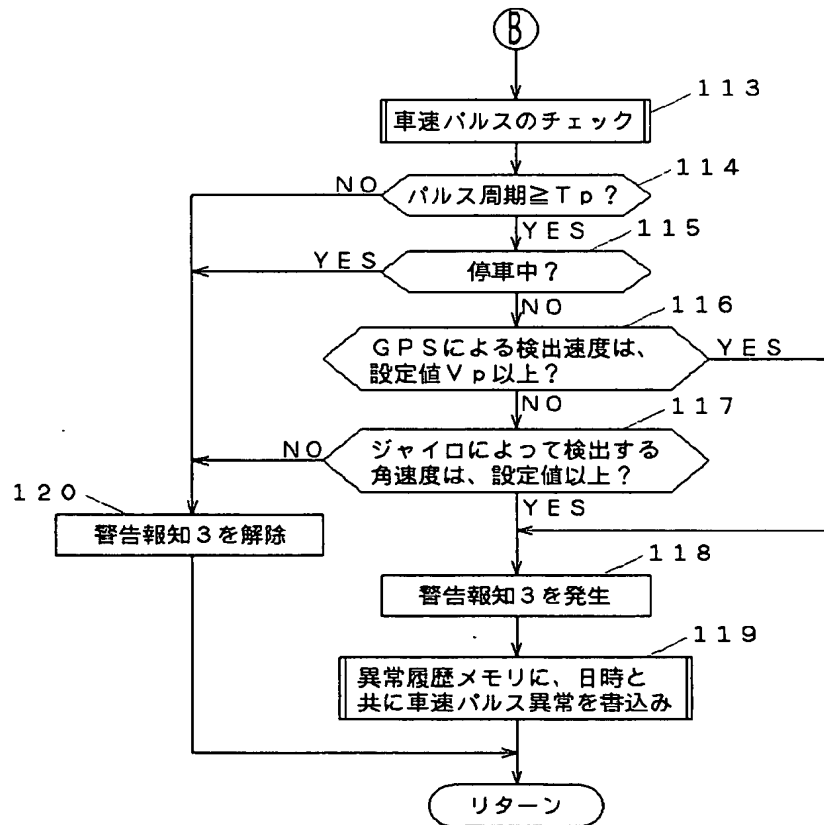 B
113
車速パルスのチェック
114
NO
パルス周期≧Tp?
YES
115
YES
停車中?
NO
116
GPSによる検出速度は、
設定値Vp以上?
YES
NO
117
NO
ジャイロによって検出する
角速度は、設定値以上?
YES
120
警告報知3を解除
118
警告報知3を発生
119
異常履歴メモリに、日時と
共に車速パルス異常を書込み
リターン